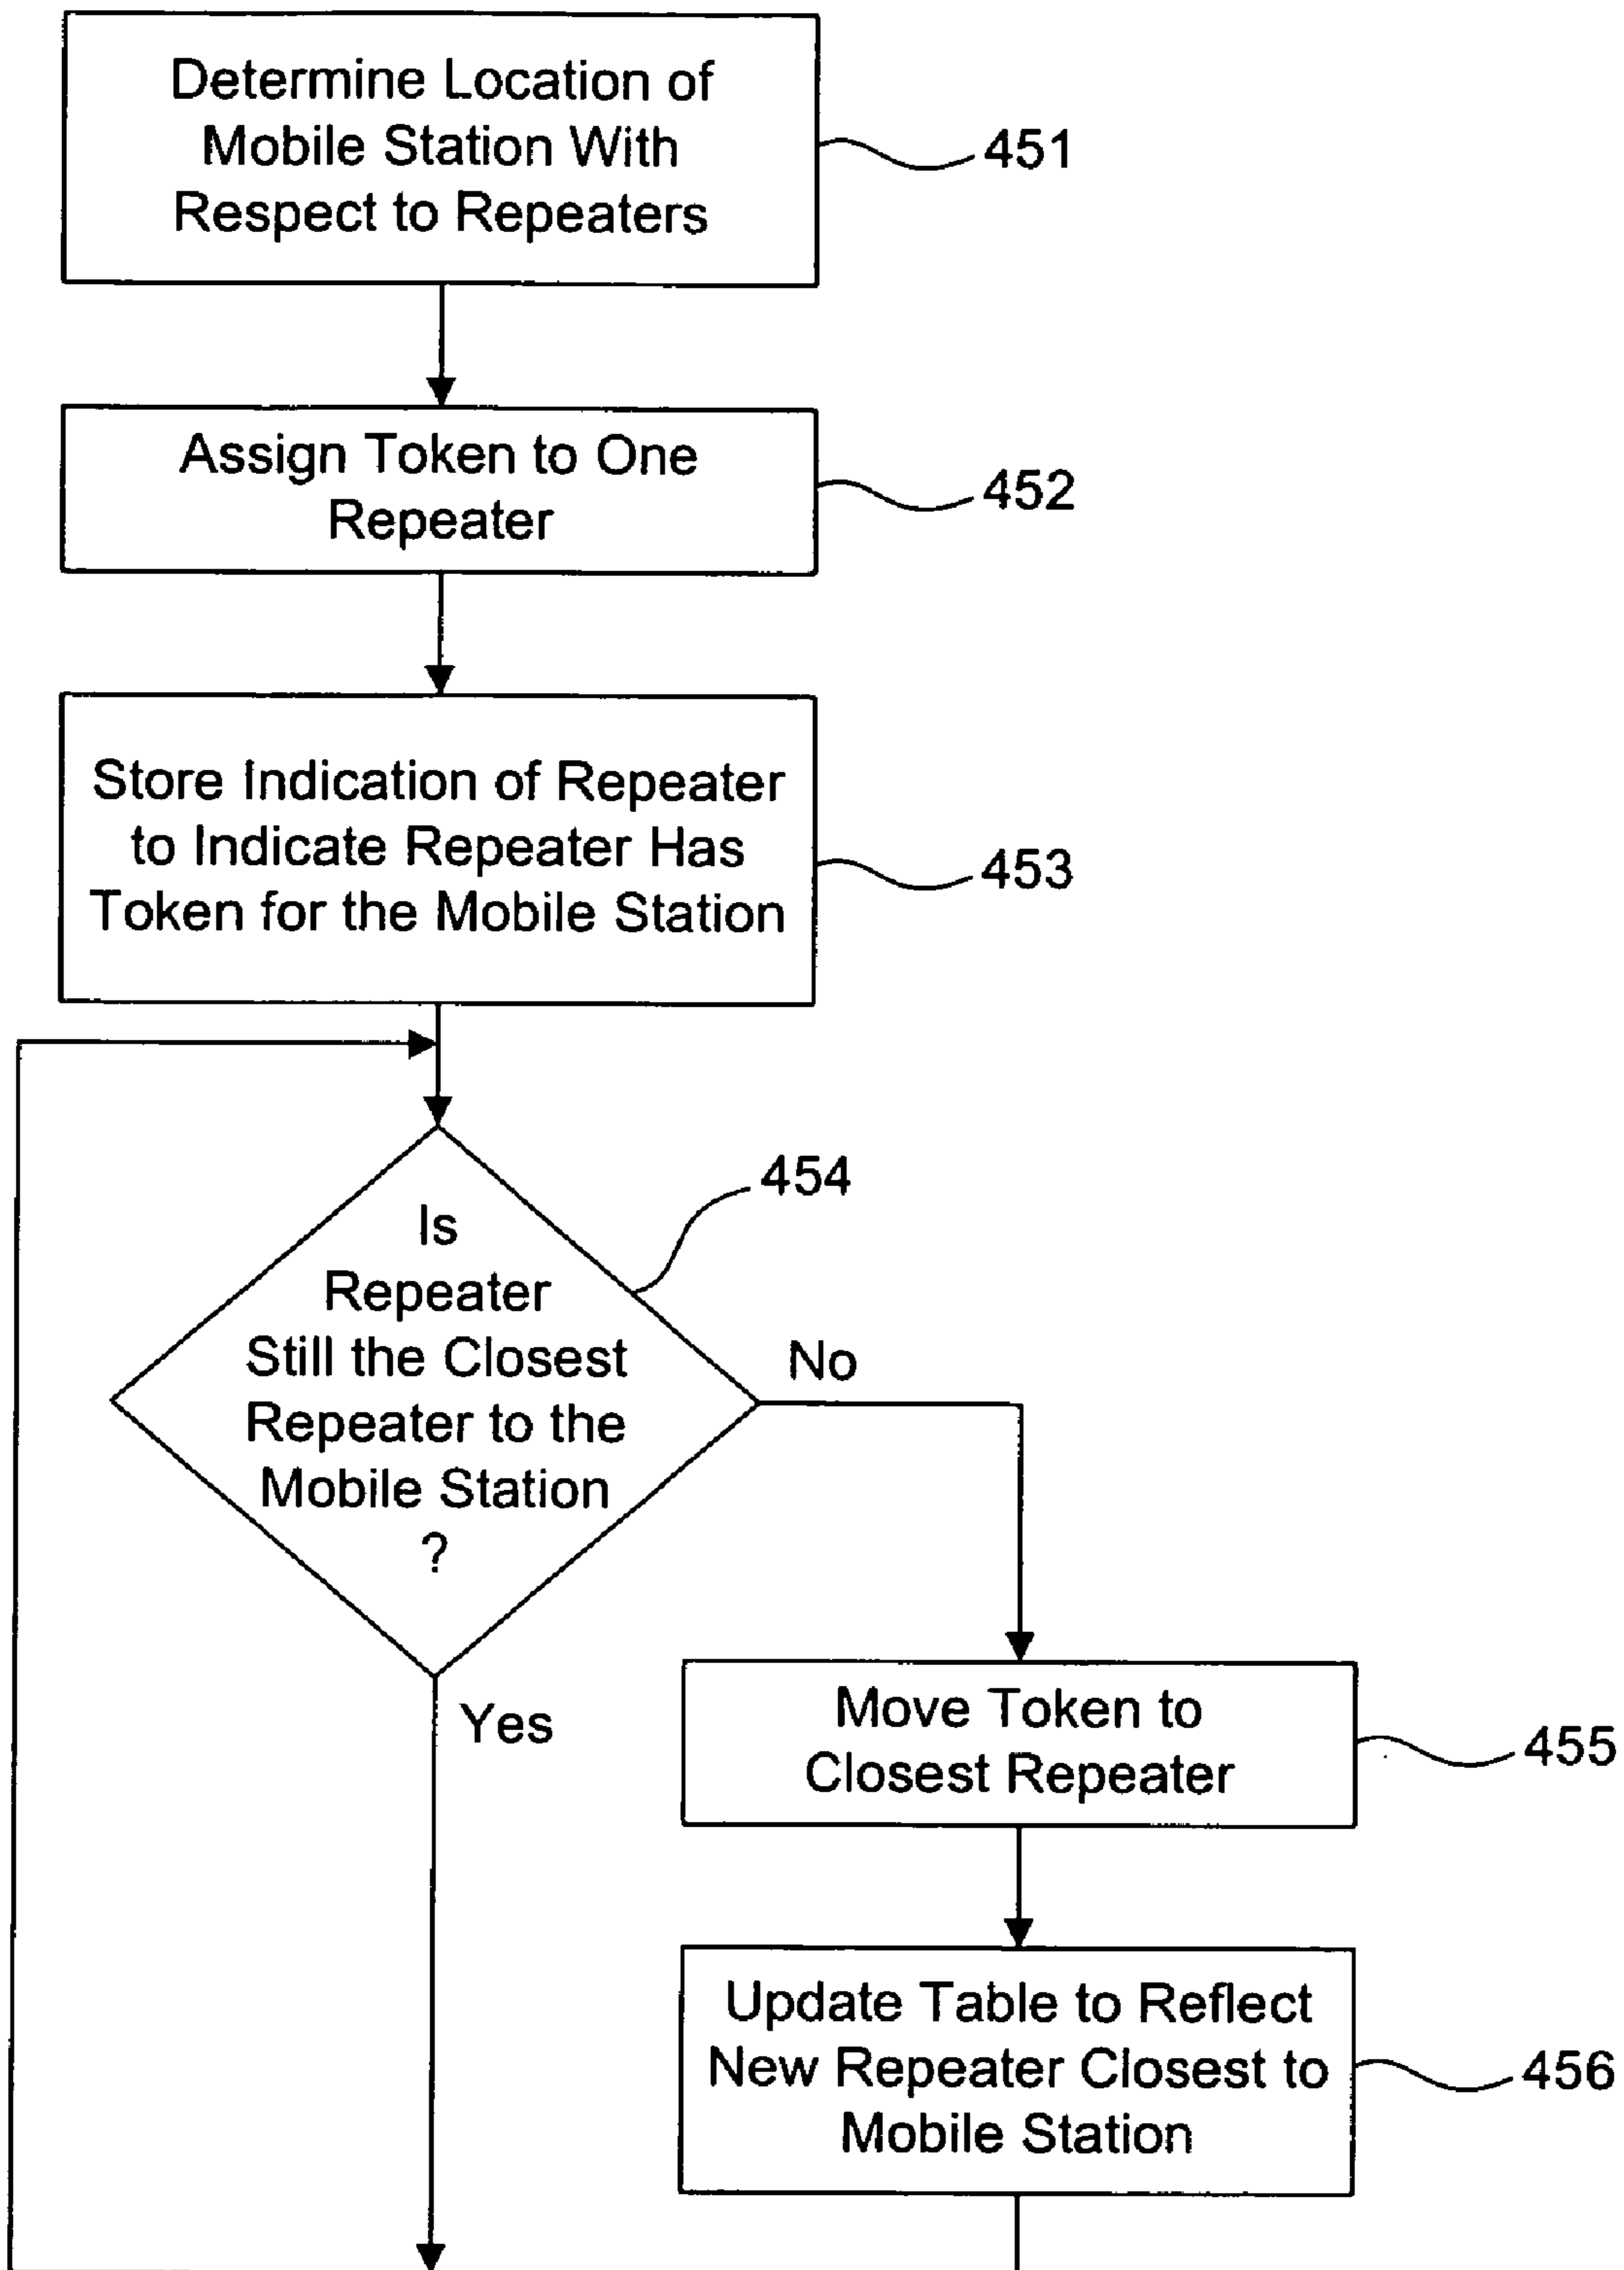 Determine Location of
Mobile Station With
Respect to Repeaters
451
Assign Token to One
Repeater
452
Store Indication of Repeater
to Indicate Repeater Has
Token for the Mobile Station
453
454
Is
Repeater
Still the Closest
Repeater to the
Mobile Station
?
No
Yes
Move Token to
Closest Repeater
455
Update Table to Reflect
New Repeater Closest to
Mobile Station
456